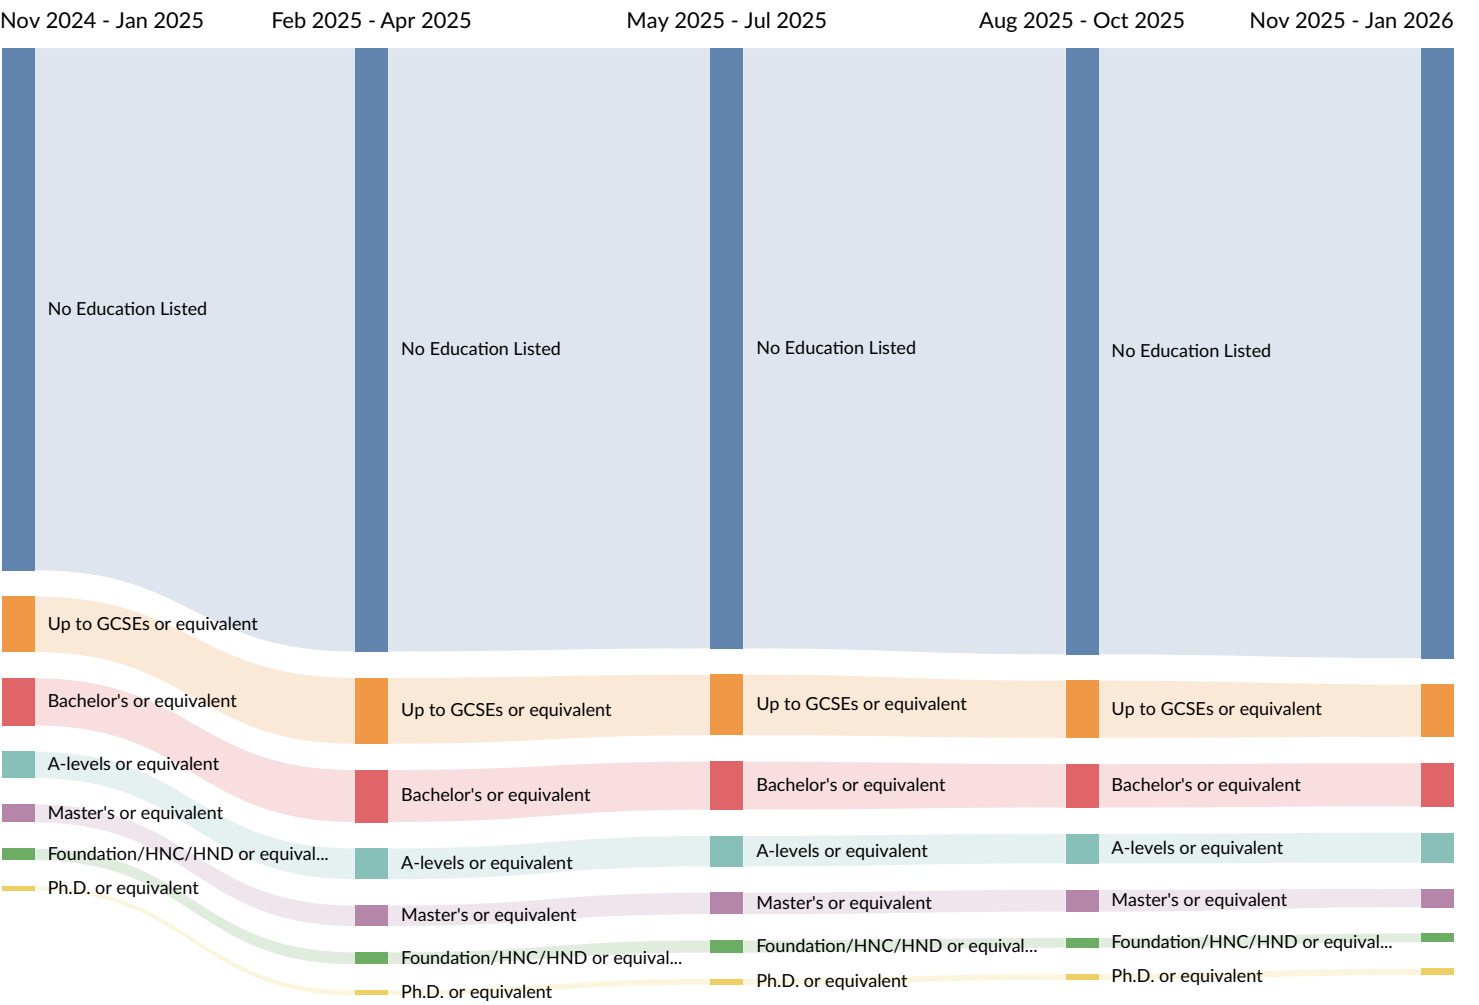 Nov 2024 - Jan 2025 Feb 2025 - Apr 2025 May 2025 - Jul 2025 Aug 2025 - Oct 2025 Nov 2025 - Jan 2026
No Education Listed
No Education Listed
No Education Listed
No Education Listed
Up to GCSEs or equivalent
Up to GCSEs or equivalent
Up to GCSEs or equivalent
Up to GCSEs or equivalent
Bachelor's or equivalent
Bachelor's or equivalent
Bachelor's or equivalent
Bachelor's or equivalent
A-levels or equivalent
A-levels or equivalent
A-levels or equivalent
A-levels or equivalent
Master's or equivalent
Master's or equivalent
Master's or equivalent
Master's or equivalent
Foundation/HNC/HND or equival...
Foundation/HNC/HND or equival...
Foundation/HNC/HND or equival...
Foundation/HNC/HND or equival...
Ph.D. or equivalent
Ph.D. or equivalent
Ph.D. or equivalent
Ph.D. or equivalent